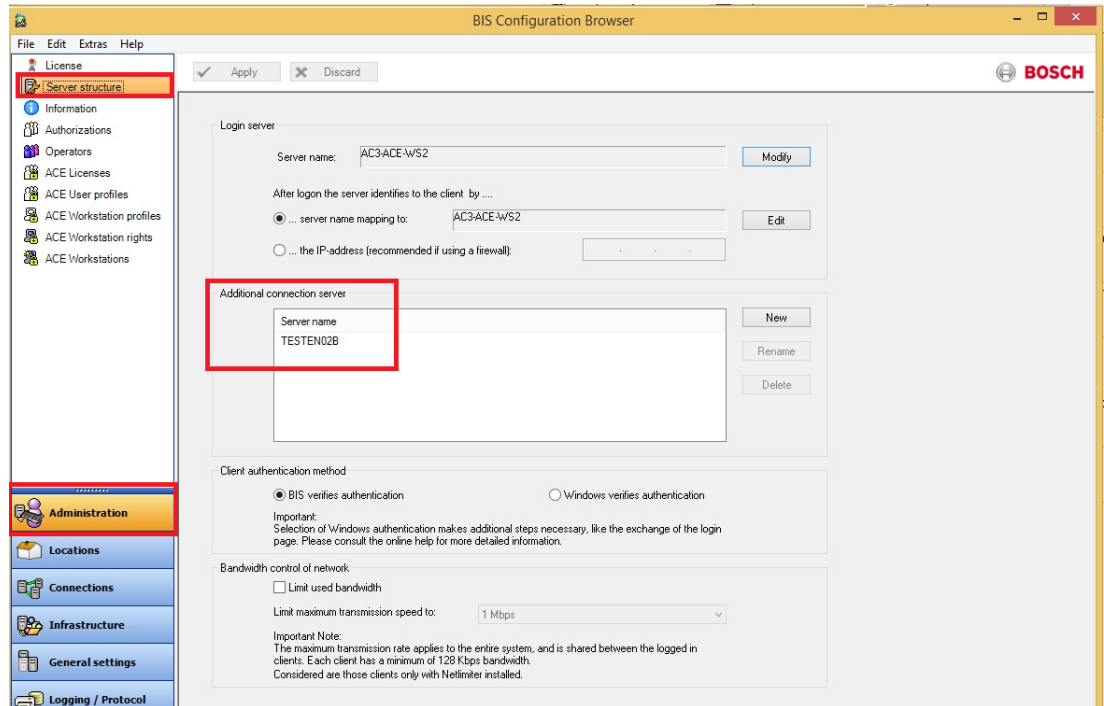 BIS Configuration Browser
File Edit Extras Help
License
Server structure
Information
Authorizations
Operators
ACE Licenses
ACE User profiles
ACE Workstation profiles
ACE Workstation rights
ACE Workstations
Administration
Locations
Connections
Infrastructure
General settings
Logging / Protocol
Apply Discard
BOSCH
Login server
Server name: AC3-ACE-WS2 Modify
After logon the server identifies to the client by ....
... server name mapping to: AC3-ACE-WS2 Edit
... the IP-address (recommended if using a firewall):
Additional connection server
Server name
TESTEN02B
New
Rename
Delete
Client authentication method
BIS verifies authentication Windows verifies authentication
Important:
Selection of Windows authentication makes additional steps necessary, like the exchange of the login
page. Please consult the online help for more detailed information.
Bandwidth control of network
Limit used bandwidth
Limit maximum transmission speed to: 1 Mbps
Important Note:
The maximum transmission rate applies to the entire system, and is shared between the logged in
clients. Each client has a minimum of 128 Kbps bandwidth.
Considered are those clients only with Netlimiter installed.